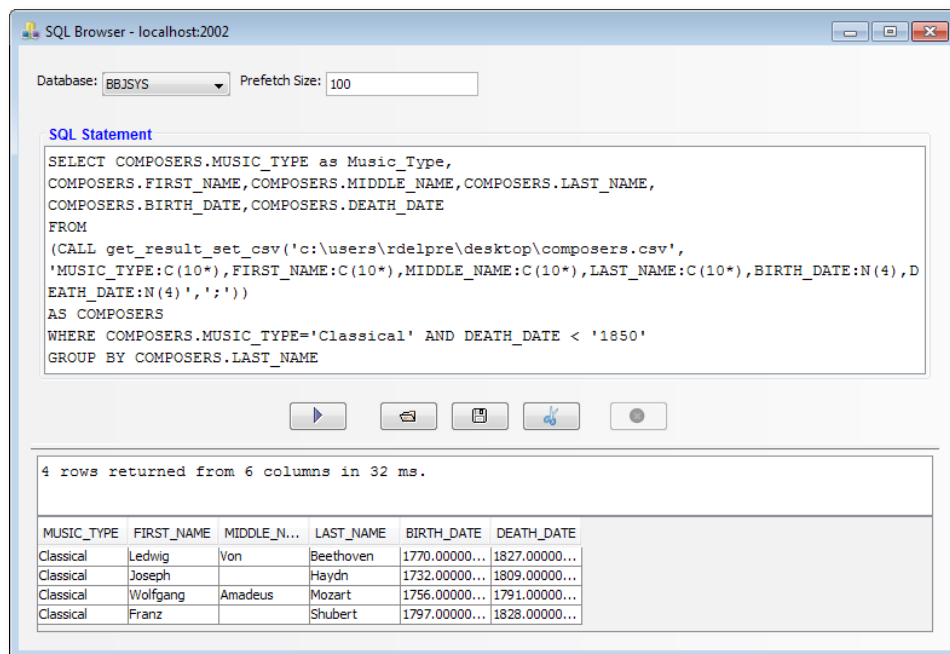 SQL Browser - localhost:2002
Database: BBJSYS Prefetch Size: 100
SQL Statement
SELECT COMPOSERS.MUSIC_TYPE as Music_Type,
COMPOSERS.FIRST_NAME,COMPOSERS.MIDDLE_NAME,COMPOSERS.LAST_NAME,
COMPOSERS.BIRTH_DATE,COMPOSERS.DEATH_DATE
FROM
(CALL get_result_set_csv('c:\users\rdelpre\desktop\composers.csv',
'MUSIC_TYPE:C(10*),FIRST_NAME:C(10*),MIDDLE_NAME:C(10*),LAST_NAME:C(10*),BIRTH_DATE:N(4),D
EATH_DATE:N(4)',';'))
AS COMPOSERS
WHERE COMPOSERS.MUSIC_TYPE='Classical' AND DEATH_DATE < '1850'
GROUP BY COMPOSERS.LAST_NAME
4 rows returned from 6 columns in 32 ms.
MUSIC_TYPE FIRST_NAME MIDDLE_N... LAST_NAME BIRTH_DATE DEATH_DATE
Classical Ledwig Von Beethoven 1770.00000... 1827.00000...
Classical Joseph Haydn 1732.00000... 1809.00000...
Classical Wolfgang Amadeus Mozart 1756.00000... 1791.00000...
Classical Franz Shubert 1797.00000... 1828.00000...